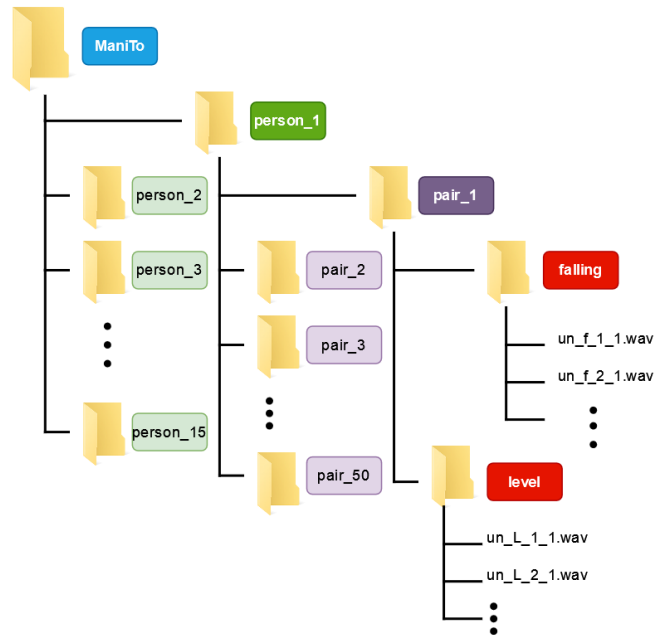 ManiTo
person_1
person_2
pair_1
person_3
pair_2
falling
pair_3
un_f_1_1.wav
un_f_2_1.wav
person_15
pair_50
level
un_L_1_1.wav
un_L_2_1.wav